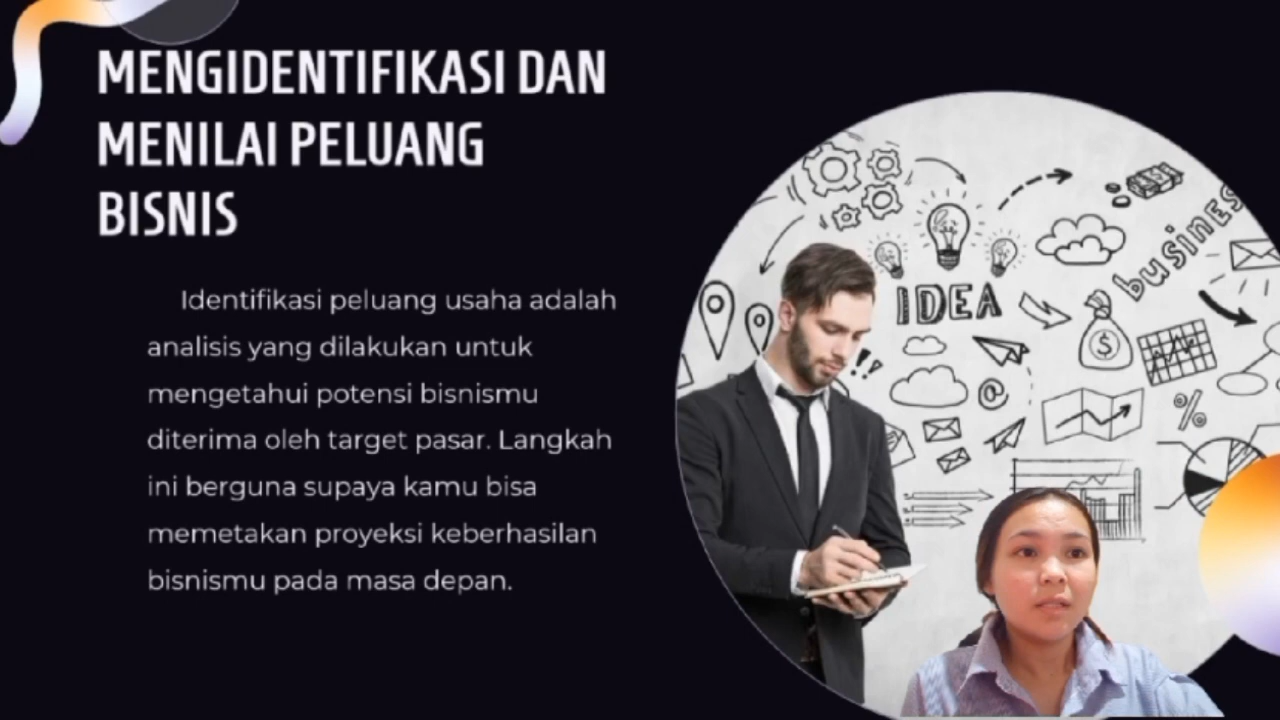 MENGIDENTIFIKASI DAN
MENILAI PELUANG
BISNIS
Identifikasi peluang usaha adalah
analisis yang dilakukan untuk
mengetahui potensi bisnismu
diterima oleh target pasar. Langkah
ini berguna supaya kamu bisa
memetakan proyeksi keberhasilan
bisnismu pada masa depan.
business
IDEA
$
@
%